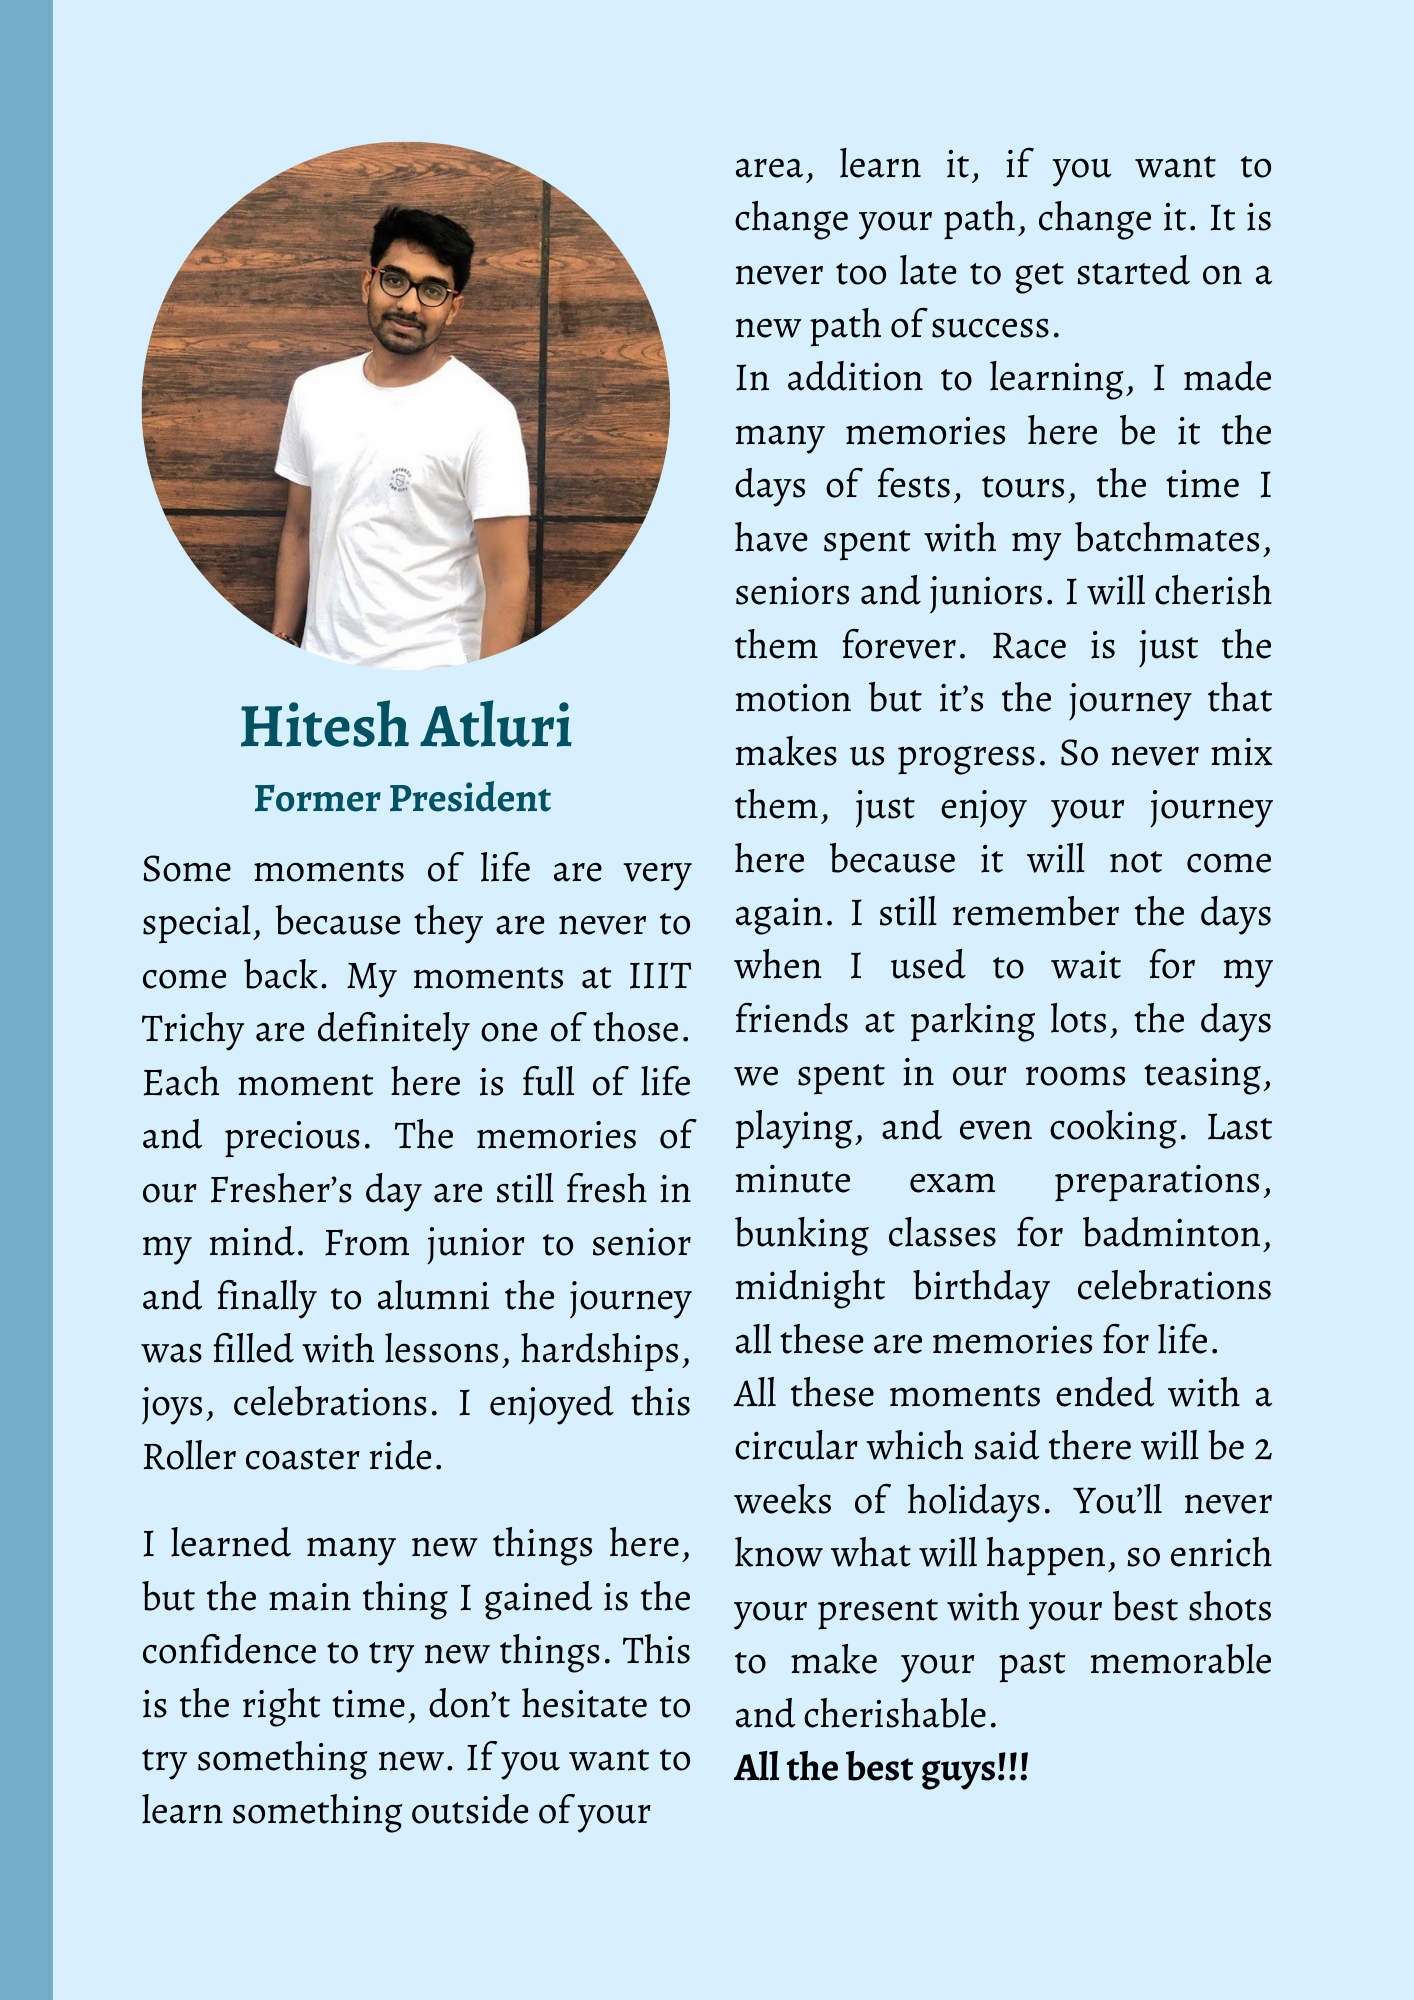 Hitesh Atluri
Former President
Some moments of life are very
special, because they are never to
come back. My moments at IIIT
Trichy are definitely one of those.
Each moment here is full of life
and precious. The memories of
our Fresher’s day are still fresh in
my mind. From junior to senior
and finally to alumni the journey
was filled with lessons, hardships,
joys, celebrations. I enjoyed this
Roller coaster ride.
I learned many new things here,
but the main thing I gained is the
confidence to try new things. This
is the right time, don’t hesitate to
try something new. If you want to
learn something outside of your
area, learn it, if you want to
change your path, change it. It is
never too late to get started on a
new path of success.
In addition to learning, I made
many memories here be it the
days of fests, tours, the time I
have spent with my batchmates,
seniors and juniors. I will cherish
them forever. Race is just the
motion but it’s the journey that
makes us progress. So never mix
them, just enjoy your journey
here because it will not come
again. I still remember the days
when I used to wait for my
friends at parking lots, the days
we spent in our rooms teasing,
playing, and even cooking. Last
minute exam preparations,
bunking classes for badminton,
midnight birthday celebrations
all these are memories for life.
All these moments ended with a
circular which said there will be 2
weeks of holidays. You’ll never
know what will happen, so enrich
your present with your best shots
to make your past memorable
and cherishable.
All the best guys!!!